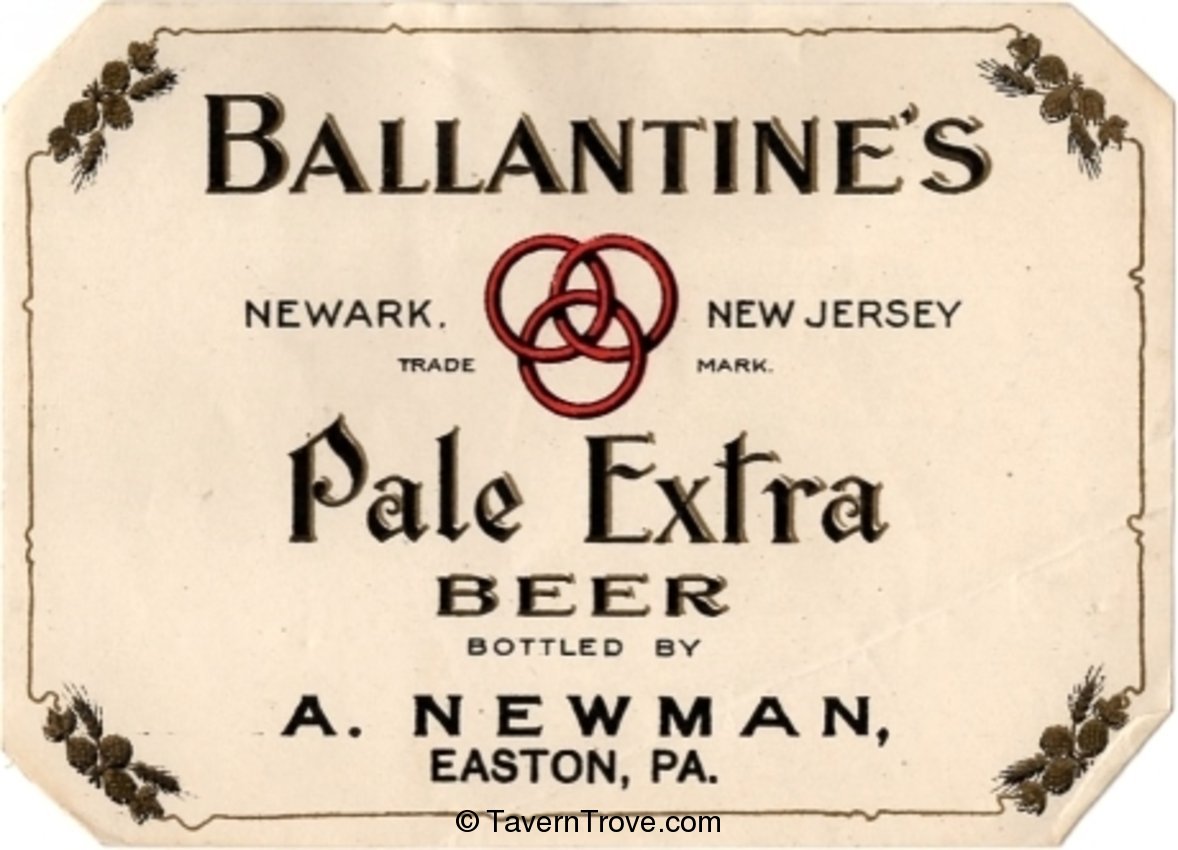 BALLANTINE'S
NEWARK. NEW JERSEY
TRADE MARK.
Pale Extra
BEER
BOTTLED BY
A. NEWMAN,
EASTON, PA.
© TavernTrove.com